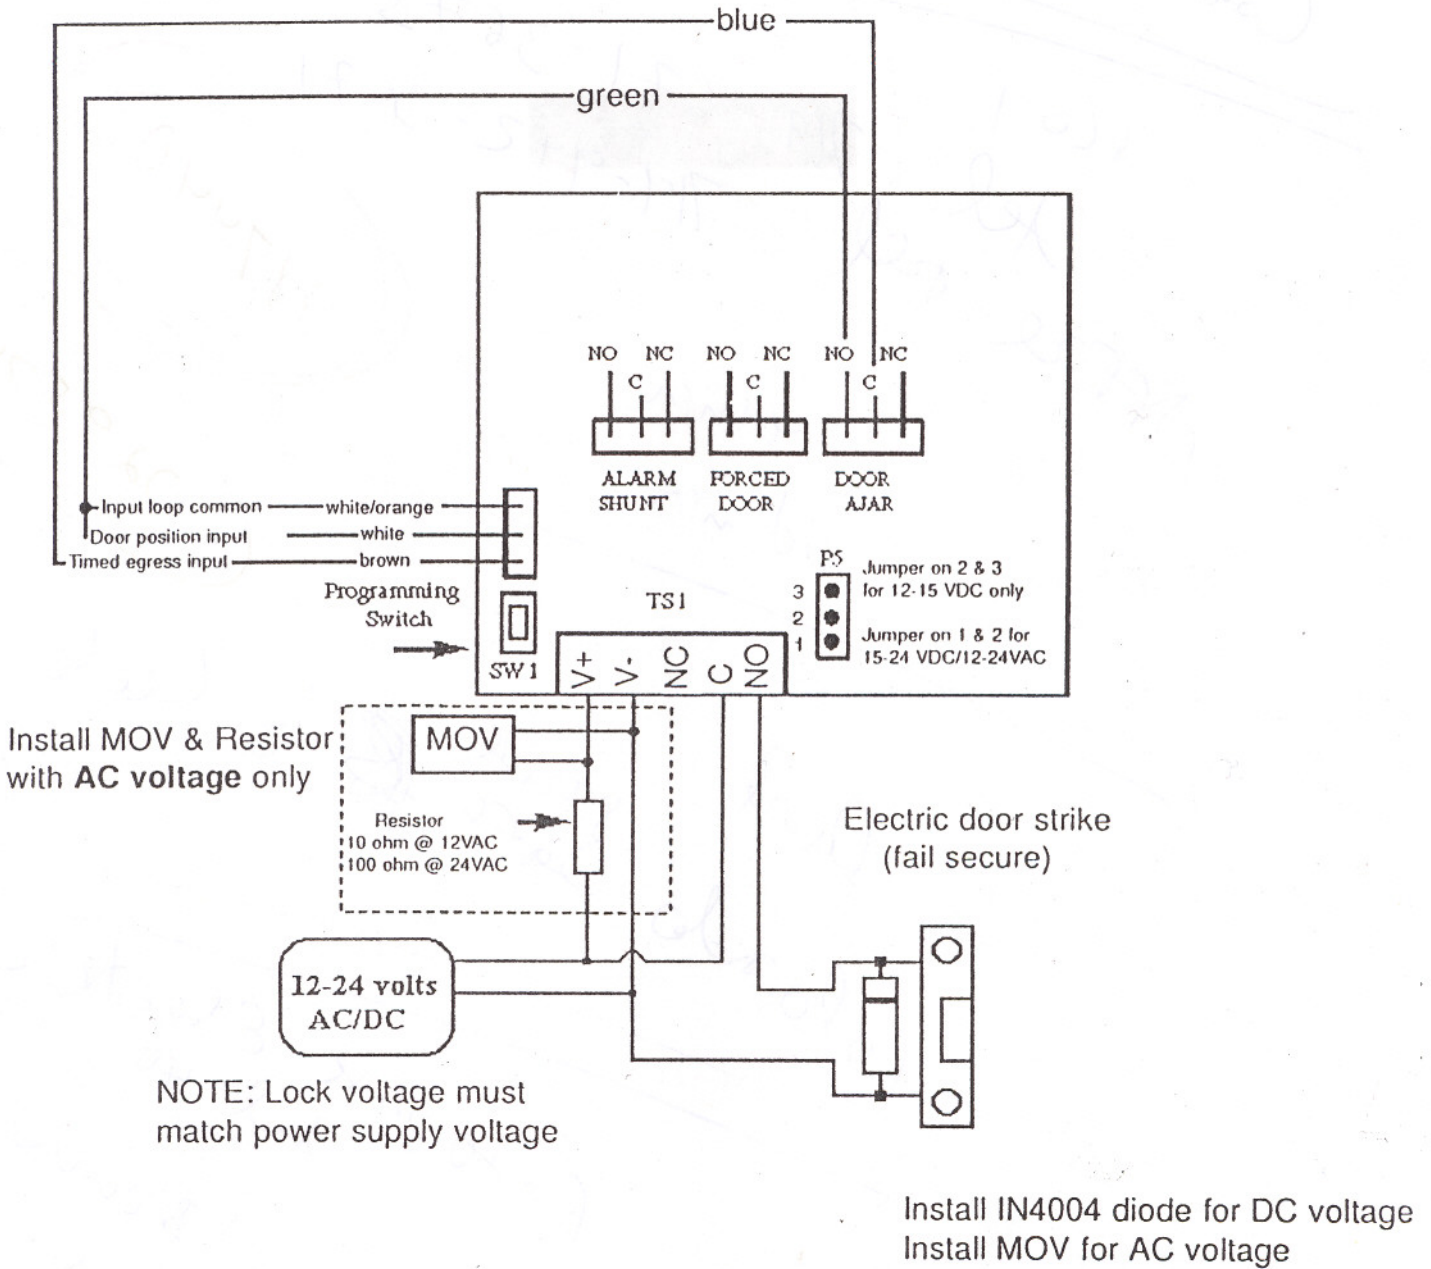 blue
green
NO NC NO NC NO NC
C C C
ALARM SHUNT
FORCED DOOR
DOOR AJAR
Input loop common white/orange
Door position input white
Timed egress input brown
Programming
Switch
SW1
TS1
P5
3
2
1
Jumper on 2 & 3
for 12-15 VDC only
Jumper on 1 & 2 for
15-24 VDC/12-24VAC
V+ V- NC C NO
Install MOV & Resistor
with AC voltage only
MOV
Resistor
10 ohm @ 12VAC
100 ohm @ 24VAC
Electric door strike
(fail secure)
12-24 volts
AC/DC
NOTE: Lock voltage must
match power supply voltage
Install IN4004 diode for DC voltage
Install MOV for AC voltage